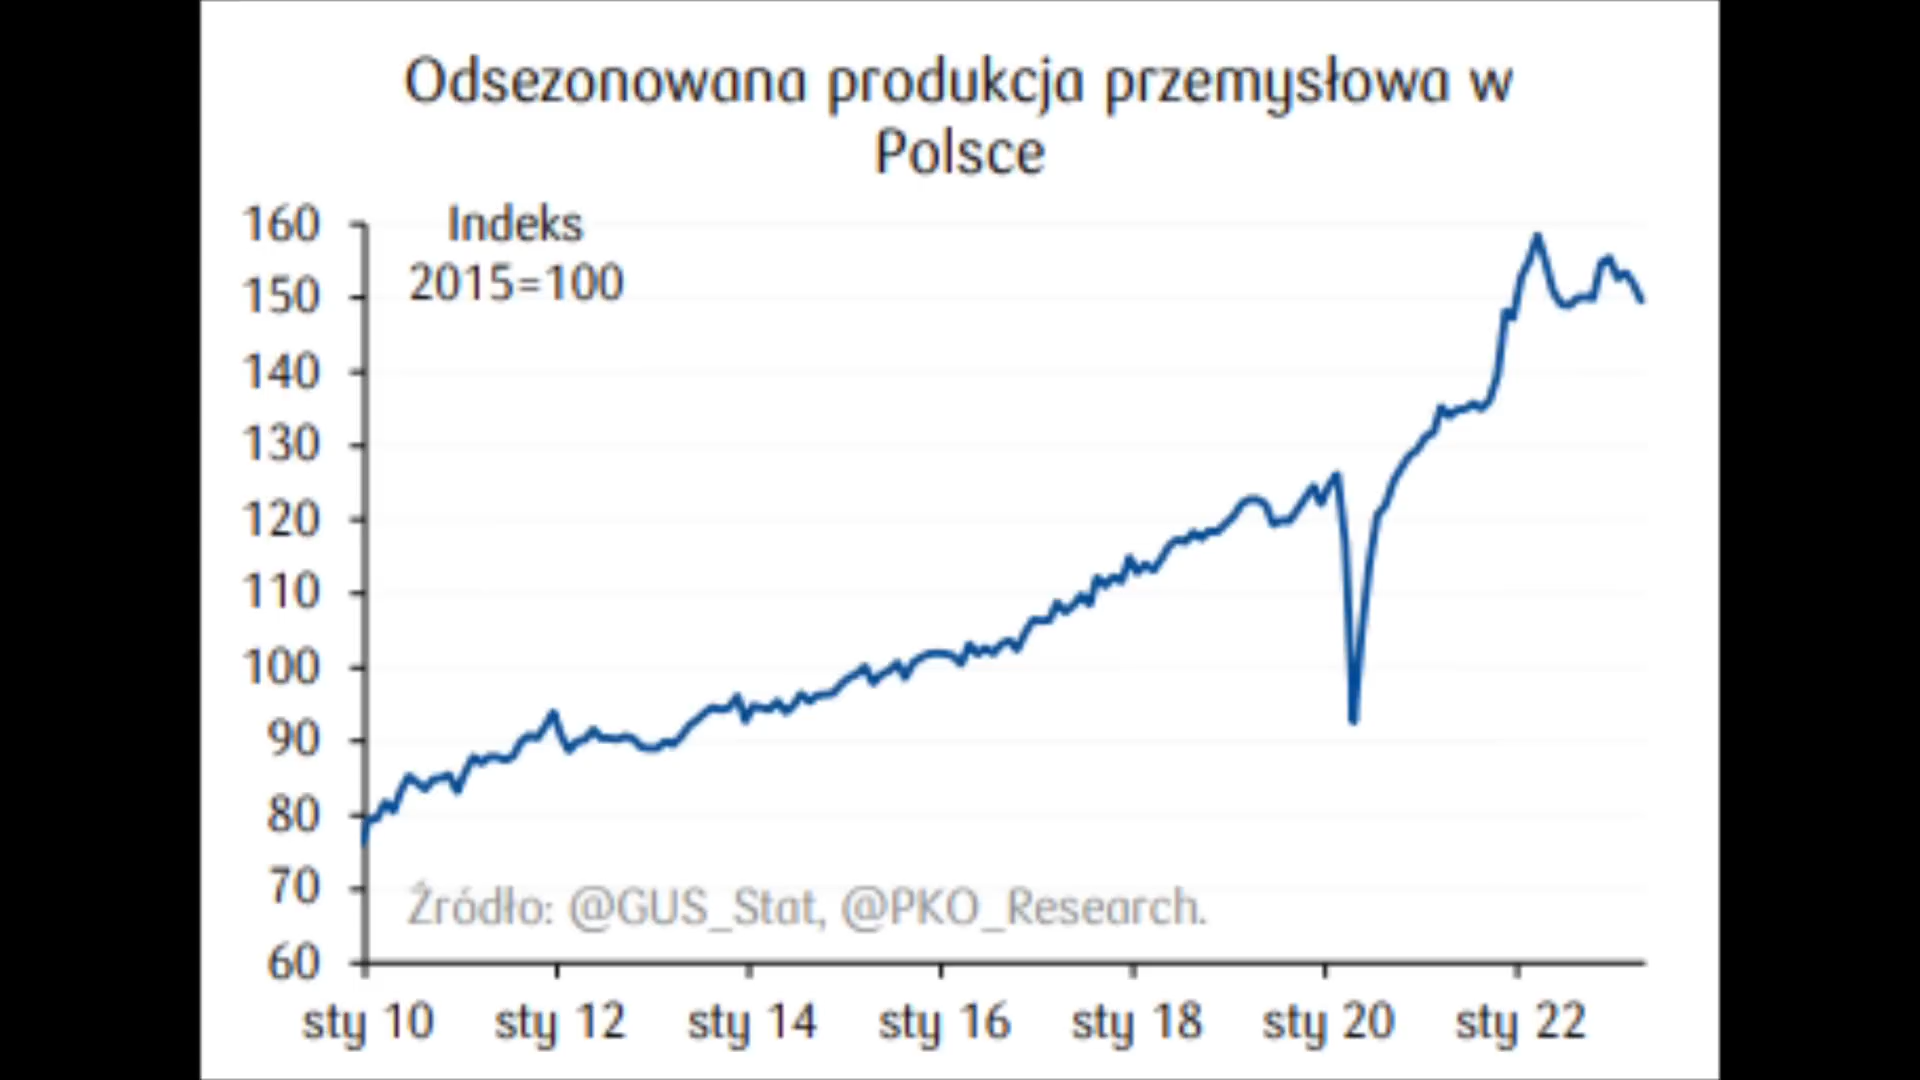 Odsezonowana produkcja przemysłowa w
Polsce
Indeks
2015=100
160
150
140
130
120
110
100
90
80
70
60
Źródło: @GUS_Stat, @PKO_Research.
sty 10 sty 12 sty 14 sty 16 sty 18 sty 20 sty 22